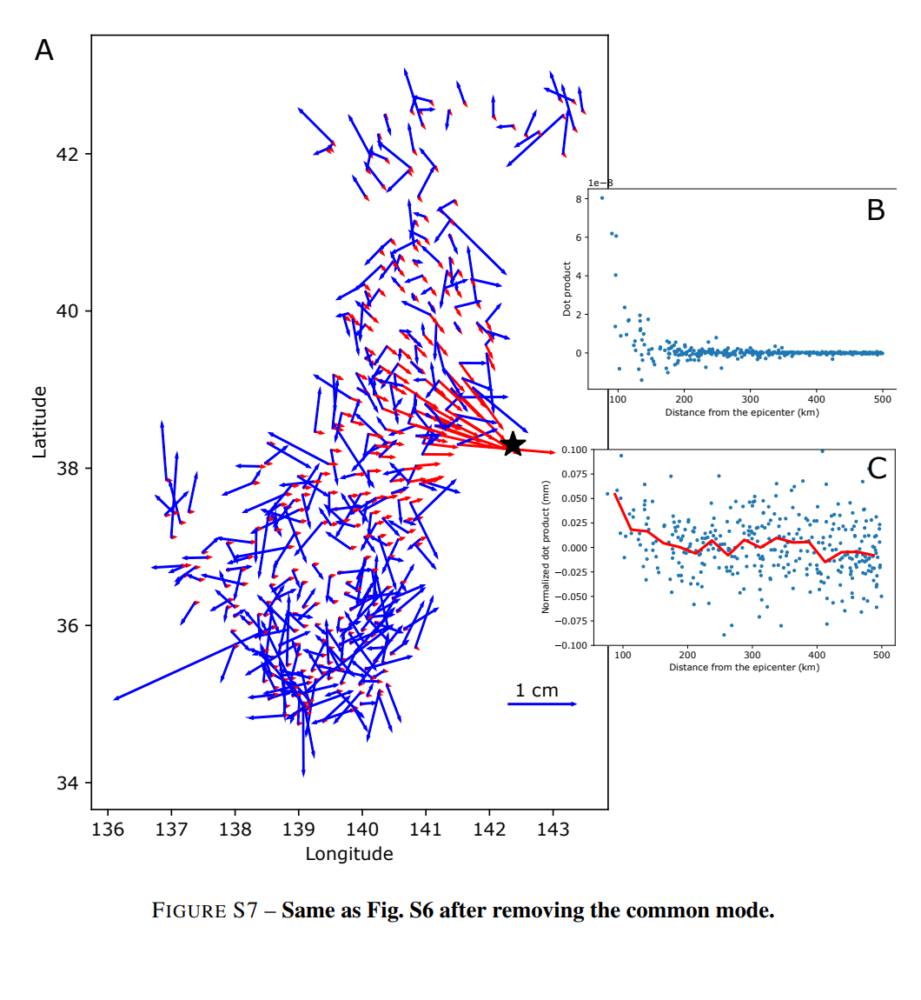 A
42
40
38
36
34
Latitude
136 137 138 139 140 141 142 143
Longitude
1 cm
1e−8
B
8
6
4
2
0
Dot product
100 200 300 400 500
Distance from the epicenter (km)
C
0.100
0.075
0.050
0.025
0.000
−0.025
−0.050
−0.075
−0.100
Normalized dot product (mm)
100 200 300 400 500
Distance from the epicenter (km)
FIGURE S7 – Same as Fig. S6 after removing the common mode.